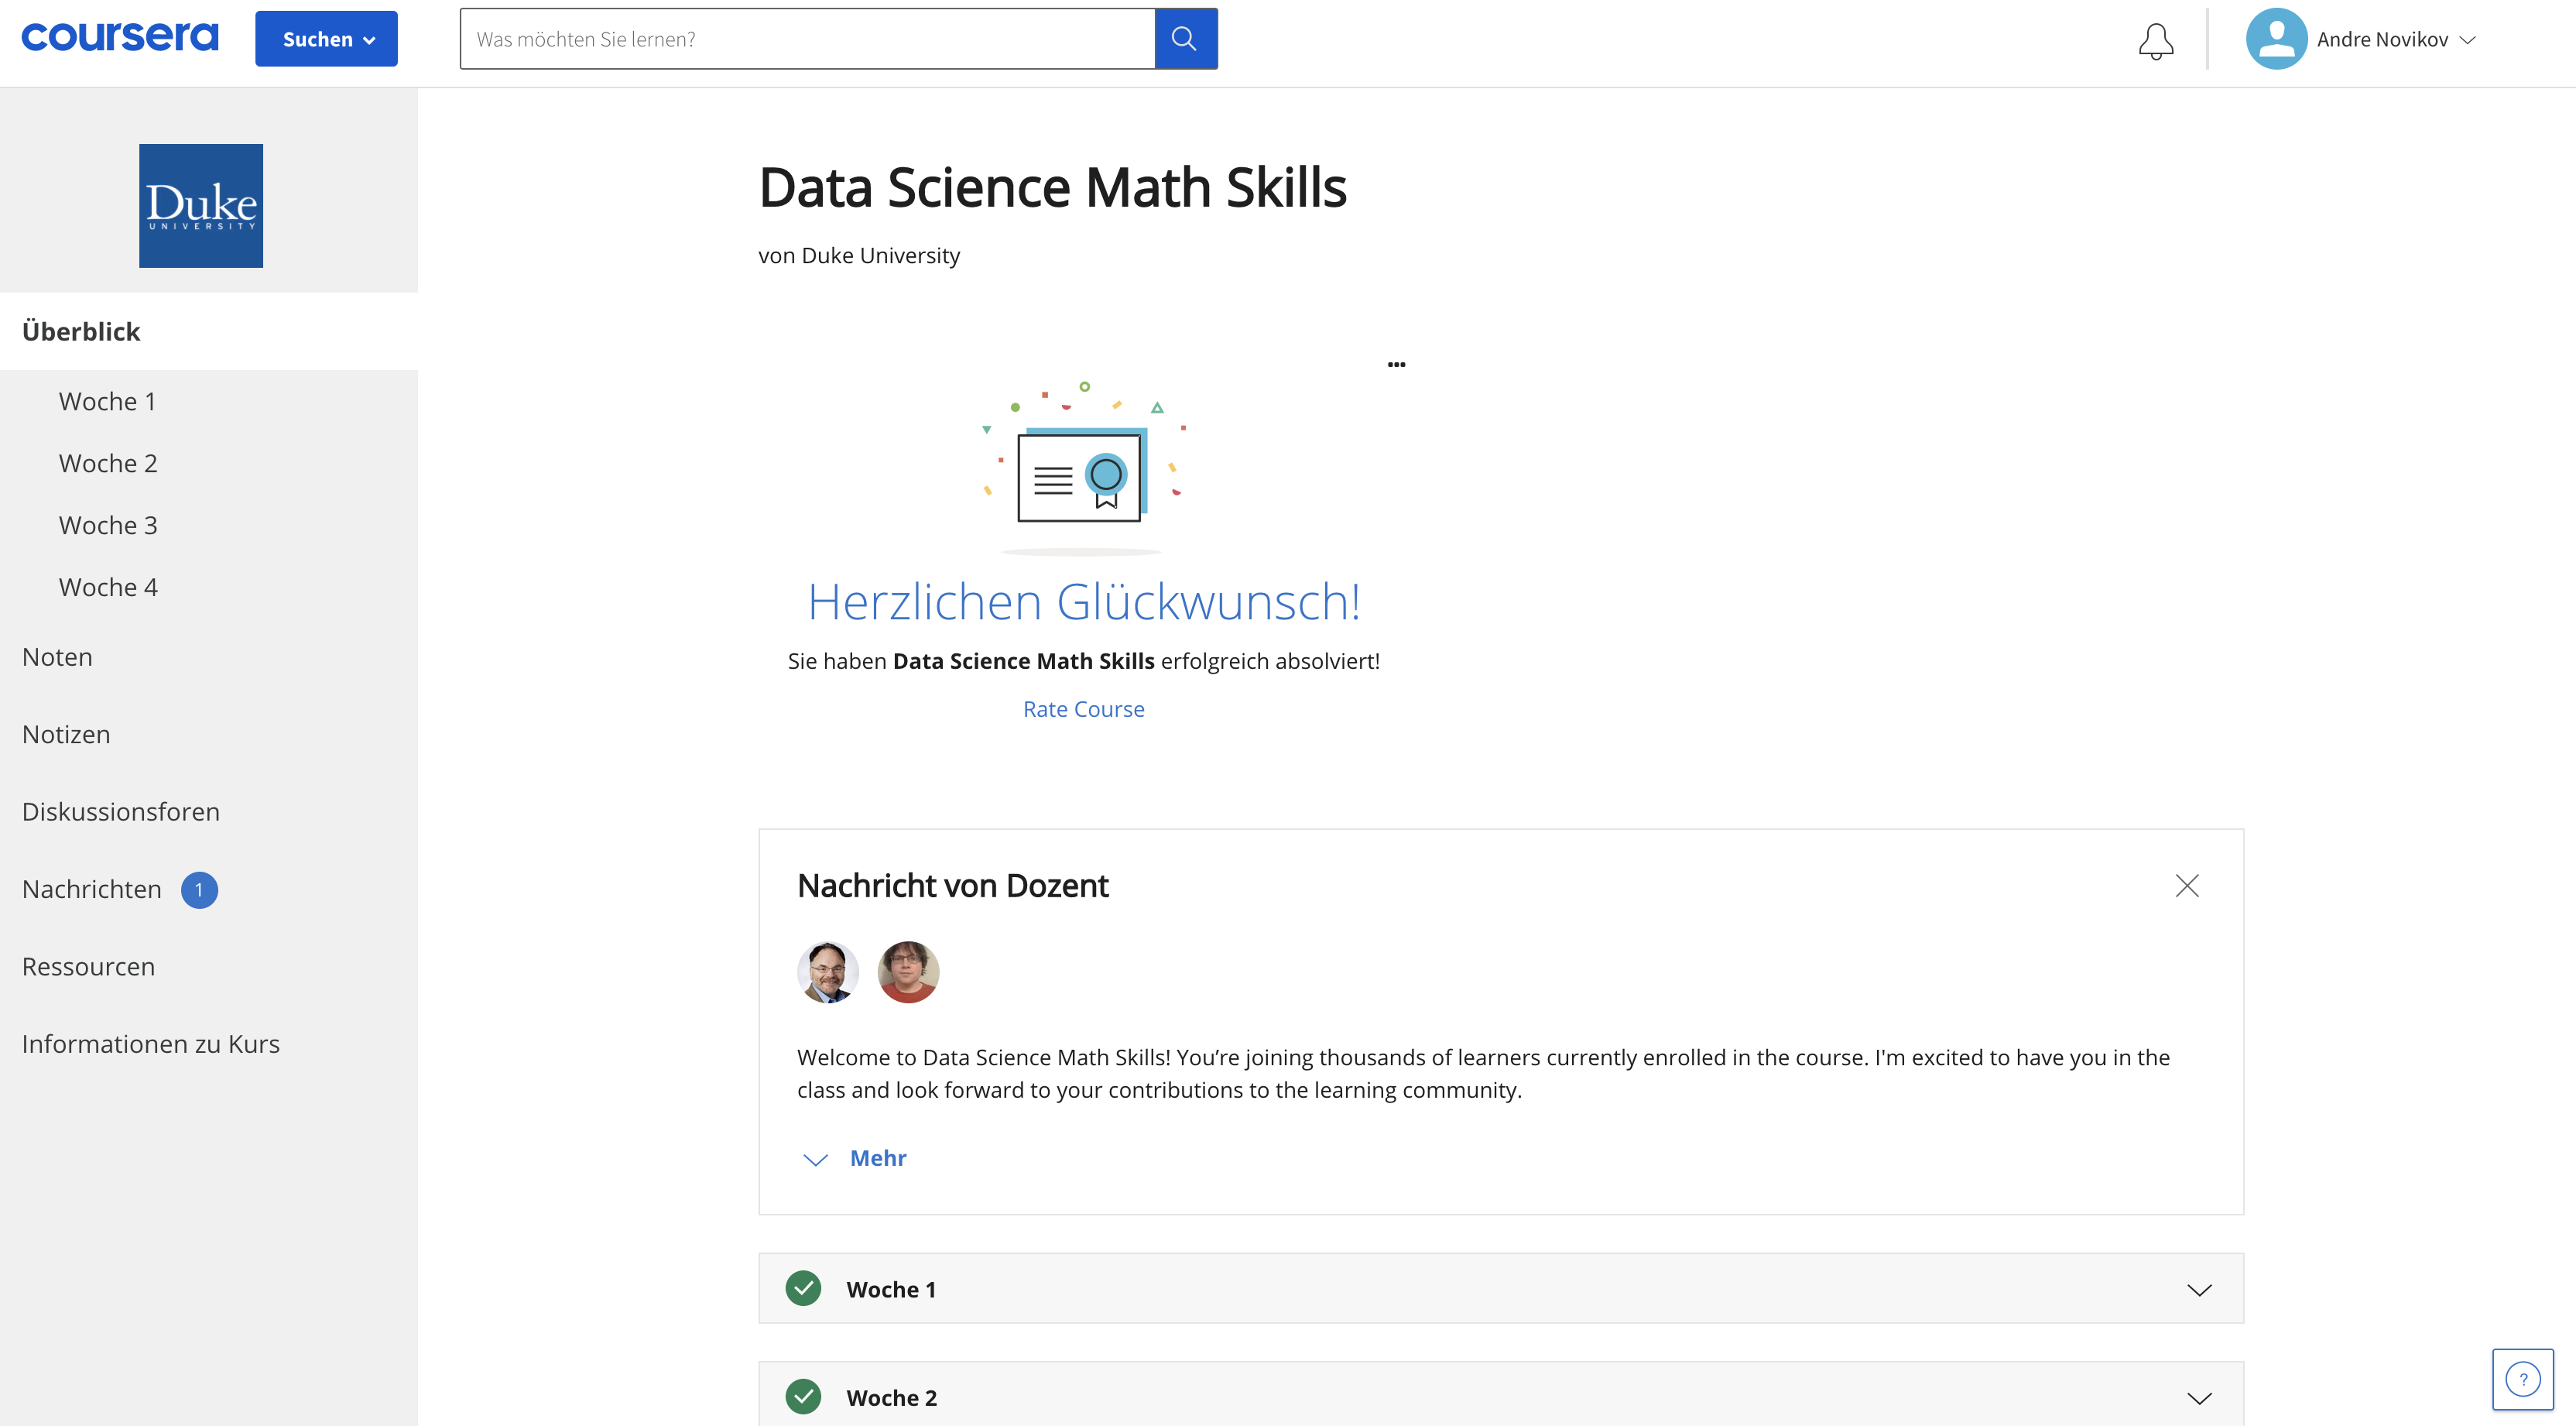 coursera
Suchen
Was möchten Sie lernen?
Andre Novikov
Duke
UNIVERSITY
Überblick
Woche 1
Woche 2
Woche 3
Woche 4
Noten
Notizen
Diskussionsforen
Nachrichten 1
Ressourcen
Informationen zu Kurs
Data Science Math Skills
von Duke University
Herzlichen Glückwunsch!
Sie haben Data Science Math Skills erfolgreich absolviert!
Rate Course
Nachricht von Dozent
Welcome to Data Science Math Skills! You’re joining thousands of learners currently enrolled in the course. I'm excited to have you in the
class and look forward to your contributions to the learning community.
Mehr
Woche 1
Woche 2
?